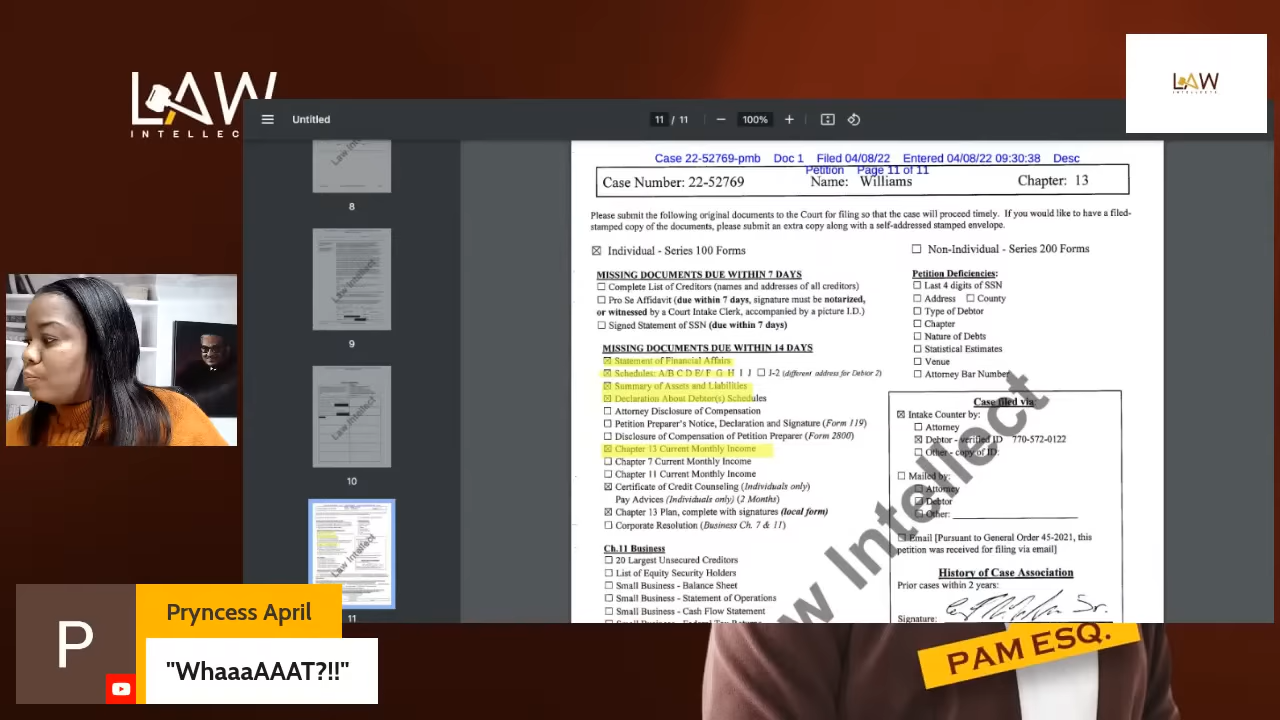 LAW
INTELLEC
LAW
INTELLECTS
Untitled
11 / 11
100%
8
9
10
11
Law Intellect
Case 22-52769-pmb Doc 1 Filed 04/08/22 Entered 04/08/22 09:30:38 Desc
Petition Page 11 of 11
Case Number: 22-52769 Name: Williams Chapter: 13
Please submit the following original documents to the Court for filing so that the case will proceed timely. If you would like to have a filed-
stamped copy of the documents, please submit an extra copy along with a self-addressed stamped envelope.
☒ Individual - Series 100 Forms
☐ Non-Individual - Series 200 Forms
MISSING DOCUMENTS DUE WITHIN 7 DAYS
☐ Complete List of Creditors (names and addresses of all creditors)
☐ Pro Se Affidavit (due within 7 days, signature must be notarized,
or witnessed by a Court Intake Clerk, accompanied by a picture I.D.)
☐ Signed Statement of SSN (due within 7 days)
MISSING DOCUMENTS DUE WITHIN 14 DAYS
☒ Statement of Financial Affairs
☒ Schedules: A/B C D E/F G H I J ☐ J-2 (different address for Debtor 2)
☒ Summary of Assets and Liabilities
☒ Declaration About Debtor(s) Schedules
☐ Attorney Disclosure of Compensation
☐ Petition Preparer's Notice, Declaration and Signature (Form 119)
☐ Disclosure of Compensation of Petition Preparer (Form 2800)
☒ Chapter 13 Current Monthly Income
☐ Chapter 7 Current Monthly Income
☐ Chapter 11 Current Monthly Income
☒ Certificate of Credit Counseling (Individuals only)
Pay Advices (Individuals only) (2 Months)
☒ Chapter 13 Plan, complete with signatures (local form)
☐ Corporate Resolution (Business Ch. 7 & 11)
Ch.11 Business
☐ 20 Largest Unsecured Creditors
☐ List of Equity Security Holders
☐ Small Business - Balance Sheet
☐ Small Business - Statement of Operations
☐ Small Business - Cash Flow Statement
Petition Deficiencies:
☐ Last 4 digits of SSN
☐ Address ☐ County
☐ Type of Debtor
☐ Chapter
☐ Nature of Debts
☐ Statistical Estimates
☐ Venue
☐ Attorney Bar Number
Case filed via:
☒ Intake Counter by:
☐ Attorney
☒ Debtor - verified ID 770-572-0122
☐ Other - copy of ID:
☐ Mailed by:
☐ Attorney
☐ Debtor
☐ Other:
☐ Email [Pursuant to General Order 45-2021, this
petition was received for filing via email]
History of Case Association
Prior cases within 2 years:
Signature:
P
Pryncess April
"WhaaaAAAT?!!"
PAM ESQ.